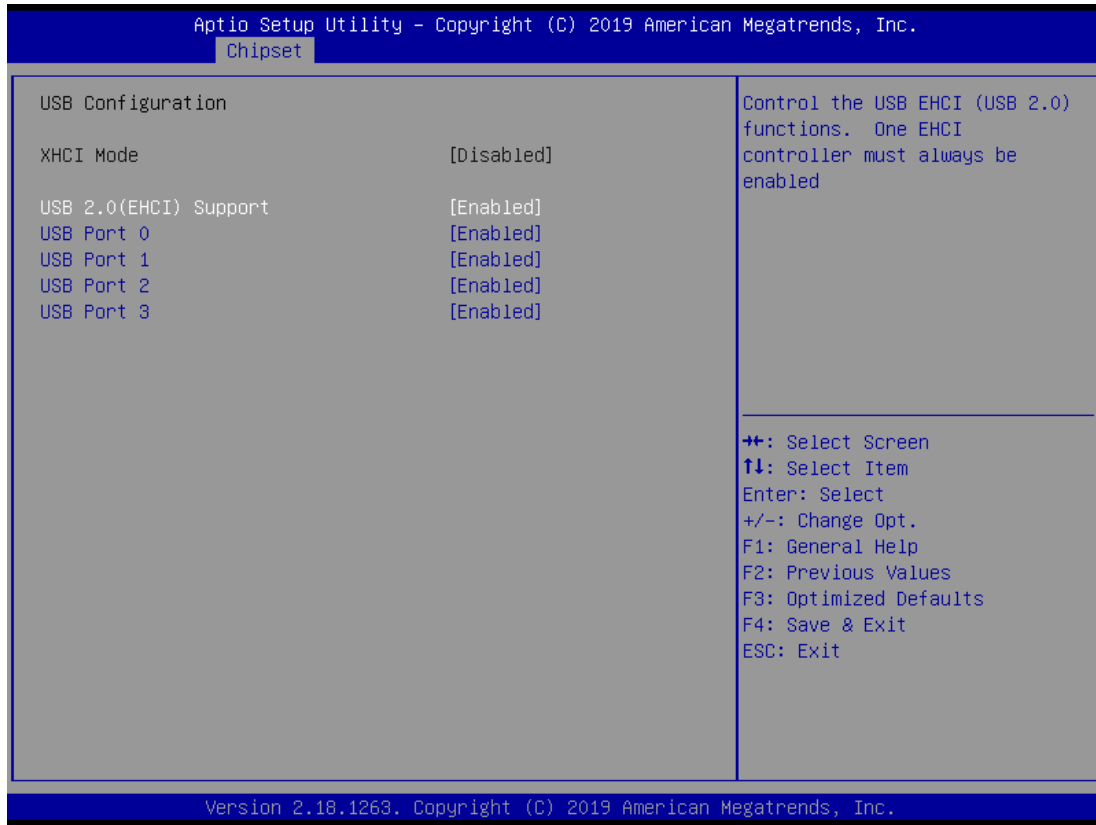 Aptio Setup Utility – Copyright (C) 2019 American Megatrends, Inc.
Chipset
USB Configuration
XHCI Mode [Disabled]
USB 2.0(EHCI) Support [Enabled]
USB Port 0 [Enabled]
USB Port 1 [Enabled]
USB Port 2 [Enabled]
USB Port 3 [Enabled]
Control the USB EHCI (USB 2.0)
functions. One EHCI
controller must always be
enabled
→←: Select Screen
↑↓: Select Item
Enter: Select
+/-: Change Opt.
F1: General Help
F2: Previous Values
F3: Optimized Defaults
F4: Save & Exit
ESC: Exit
Version 2.18.1263. Copyright (C) 2019 American Megatrends, Inc.